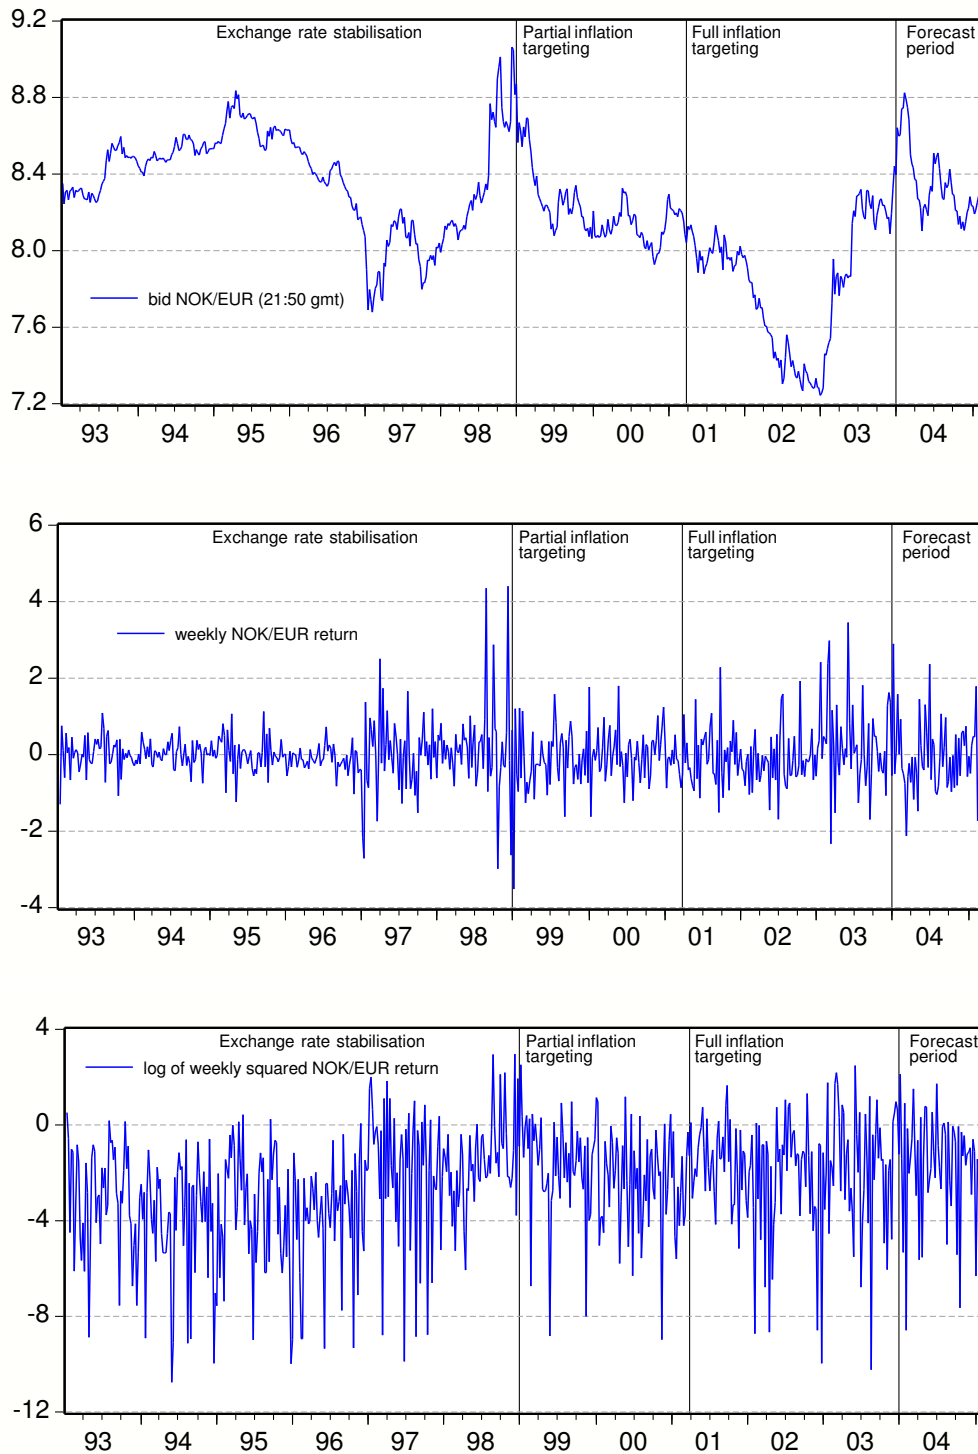 9.2
Exchange rate stabilisation
Partial inflation
targeting
Full inflation
targeting
Forecast
period
8.8
8.4
8.0
7.6
7.2
bid NOK/EUR (21:50 gmt)
93 94 95 96 97 98 99 00 01 02 03 04
6
Exchange rate stabilisation
Partial inflation
targeting
Full inflation
targeting
Forecast
period
4
2
0
-2
-4
weekly NOK/EUR return
93 94 95 96 97 98 99 00 01 02 03 04
4
Exchange rate stabilisation
Partial inflation
targeting
Full inflation
targeting
Forecast
period
log of weekly squared NOK/EUR return
0
-4
-8
-12
93 94 95 96 97 98 99 00 01 02 03 04